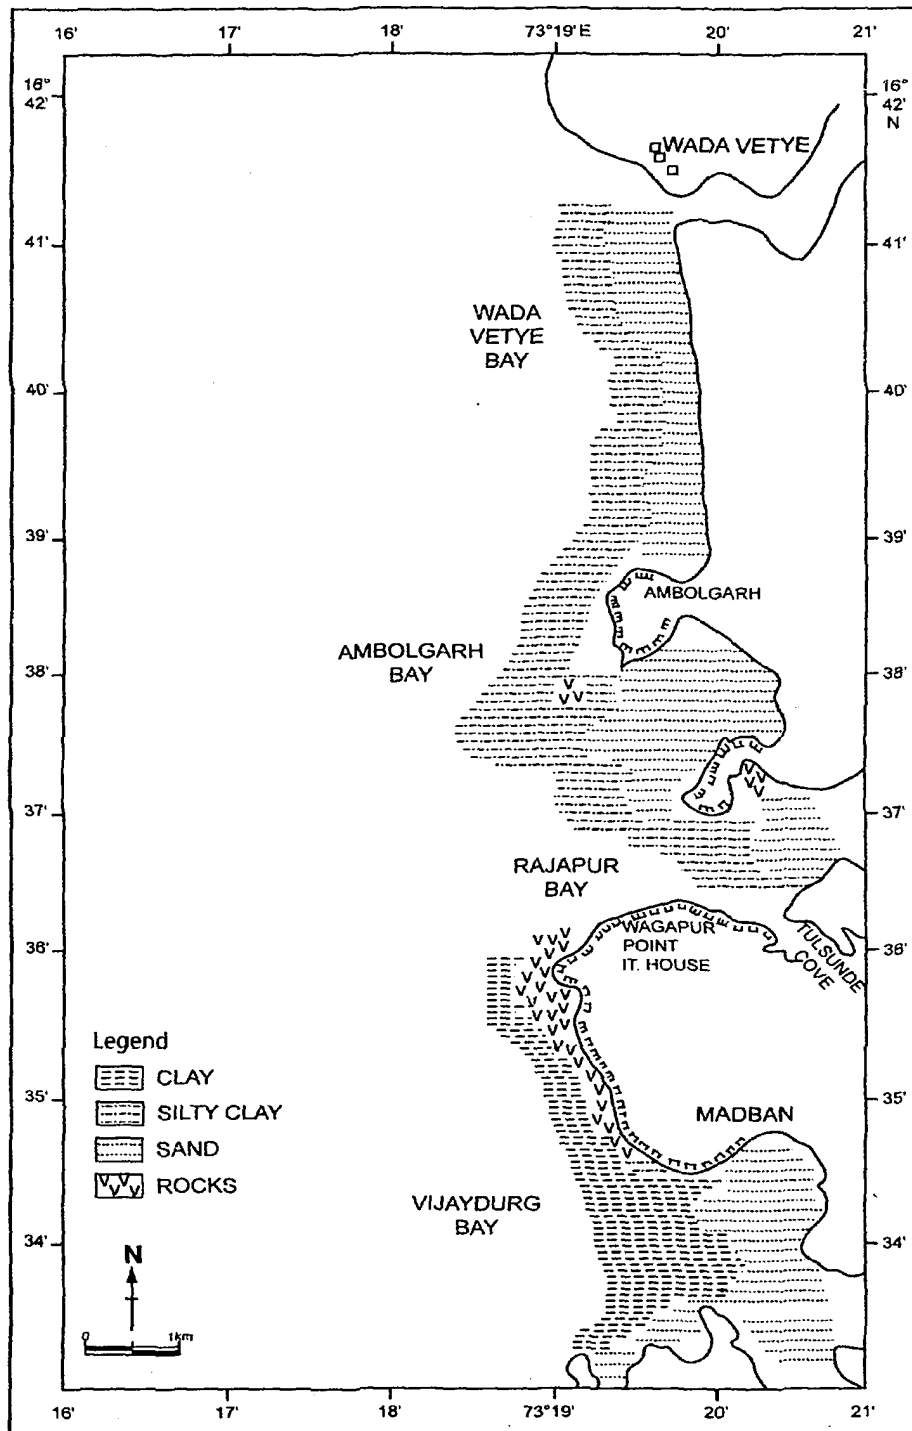 16' 17' 18' 73°19'E 20' 21'
16°
42'
16°
42'
N
WADA VETYE
41' 41'
WADA
VETYE
BAY
40' 40'
39' 39'
AMBOLGARH
AMBOLGARH
BAY
38' 38'
37' 37'
RAJAPUR
BAY
WAGAPUR
POINT
IT. HOUSE
TULSUNDE
COVE
36' 36'
Legend
CLAY
SILTY CLAY
SAND
ROCKS
35' 35'
MADBAN
VIJAYDURG
BAY
34' 34'
N
0 1km
16' 17' 18' 73°19' 20' 21'